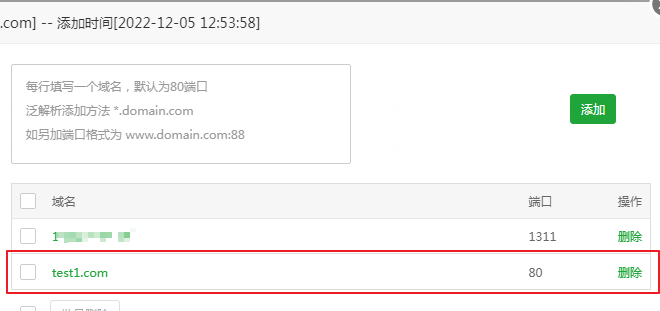 .com] -- 添加时间[2022-12-05 12:53:58]
每行填写一个域名，默认为80端口
泛解析添加方法 *.domain.com
如另加端口格式为 www.domain.com:88
添加
域名 端口 操作
1 1311 删除
test1.com 80 删除